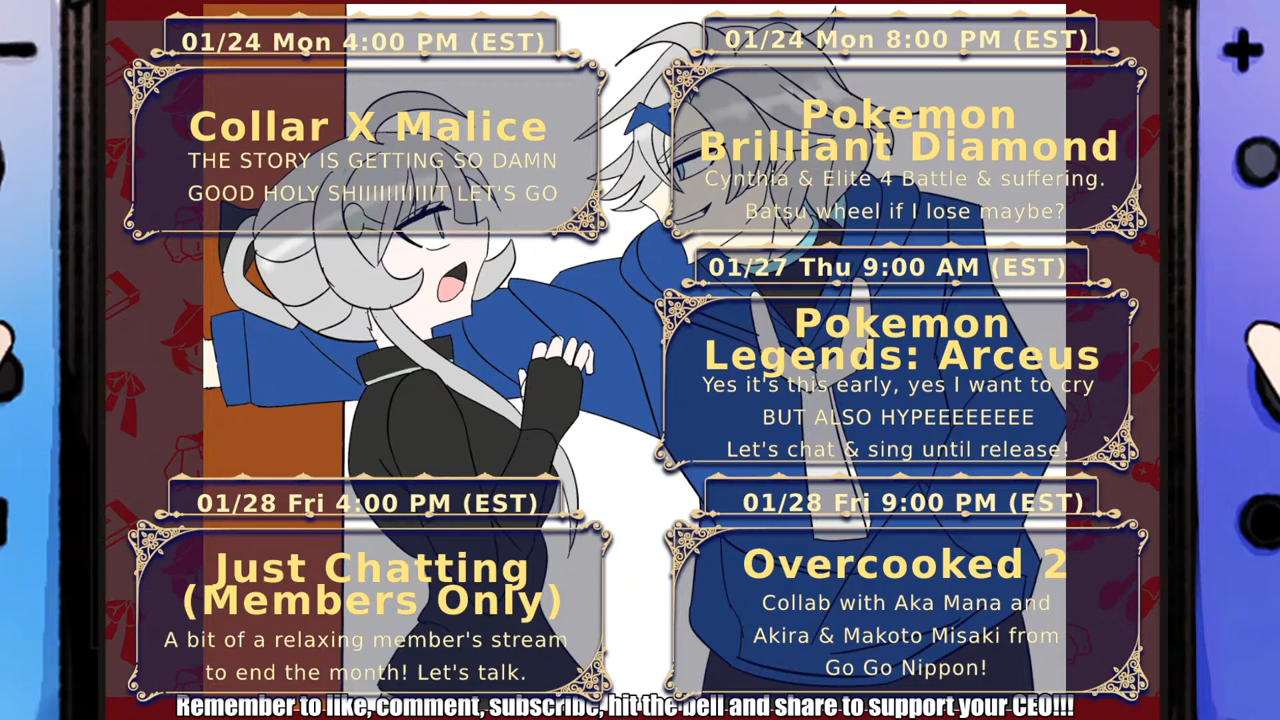 01/24 Mon 4:00 PM (EST)
Collar X Malice
THE STORY IS GETTING SO DAMN
GOOD HOLY SHIIIIIIIIIIT LET'S GO
01/24 Mon 8:00 PM (EST)
Pokemon
Brilliant Diamond
Cynthia & Elite 4 Battle & suffering.
Batsu wheel if I lose maybe?
01/27 Thu 9:00 AM (EST)
Pokemon
Legends: Arceus
Yes it's this early, yes I want to cry
BUT ALSO HYPEEEEEEEE
Let's chat & sing until release!
01/28 Fri 4:00 PM (EST)
Just Chatting
(Members Only)
A bit of a relaxing member's stream
to end the month! Let's talk.
01/28 Fri 9:00 PM (EST)
Overcooked 2
Collab with Aka Mana and
Akira & Makoto Misaki from
Go Go Nippon!
Remember to like, comment, subscribe, hit the bell and share to support your CEO!!!